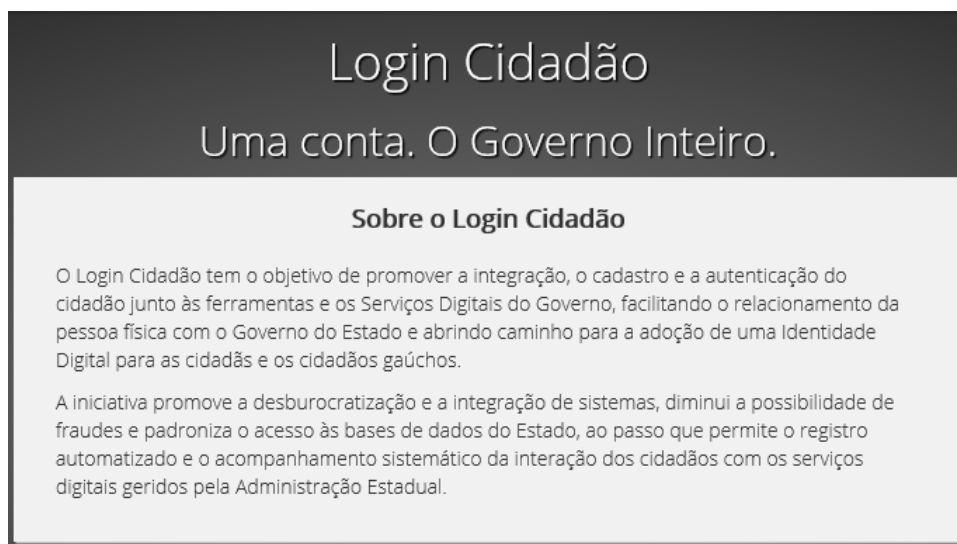 Login Cidadão
Uma conta. O Governo Inteiro.
Sobre o Login Cidadão
O Login Cidadão tem o objetivo de promover a integração, o cadastro e a autenticação do
cidadão junto às ferramentas e os Serviços Digitais do Governo, facilitando o relacionamento da
pessoa física com o Governo do Estado e abrindo caminho para a adoção de uma Identidade
Digital para as cidadãs e os cidadãos gaúchos.
A iniciativa promove a desburocratização e a integração de sistemas, diminui a possibilidade de
fraudes e padroniza o acesso às bases de dados do Estado, ao passo que permite o registro
automatizado e o acompanhamento sistemático da interação dos cidadãos com os serviços
digitais geridos pela Administração Estadual.